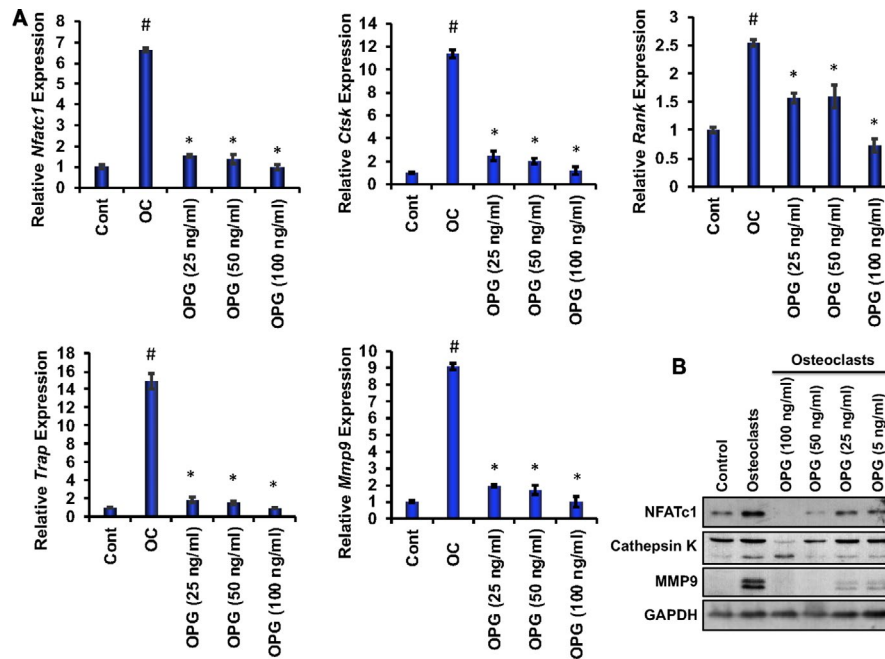 A
Relative Nfatc1 Expression
8
7
6
5
4
3
2
1
0
#
*
*
*
Cont
OC
OPG (25 ng/ml)
OPG (50 ng/ml)
OPG (100 ng/ml)
Relative Ctsk Expression
14
12
10
8
6
4
2
0
#
*
*
*
Cont
OC
OPG (25 ng/ml)
OPG (50 ng/ml)
OPG (100 ng/ml)
Relative Rank Expression
3
2.5
2
1.5
1
0.5
0
#
*
*
*
Cont
OC
OPG (25 ng/ml)
OPG (50 ng/ml)
OPG (100 ng/ml)
Relative Trap Expression
18
16
14
12
10
8
6
4
2
0
#
*
*
*
Cont
OC
OPG (25 ng/ml)
OPG (50 ng/ml)
OPG (100 ng/ml)
Relative Mmp9 Expression
10
9
8
7
6
5
4
3
2
1
0
#
*
*
*
Cont
OC
OPG (25 ng/ml)
OPG (50 ng/ml)
OPG (100 ng/ml)
B
Osteoclasts
Control
Osteoclasts
OPG (100 ng/ml)
OPG (50 ng/ml)
OPG (25 ng/ml)
OPG (5 ng/ml)
NFATc1
Cathepsin K
MMP9
GAPDH